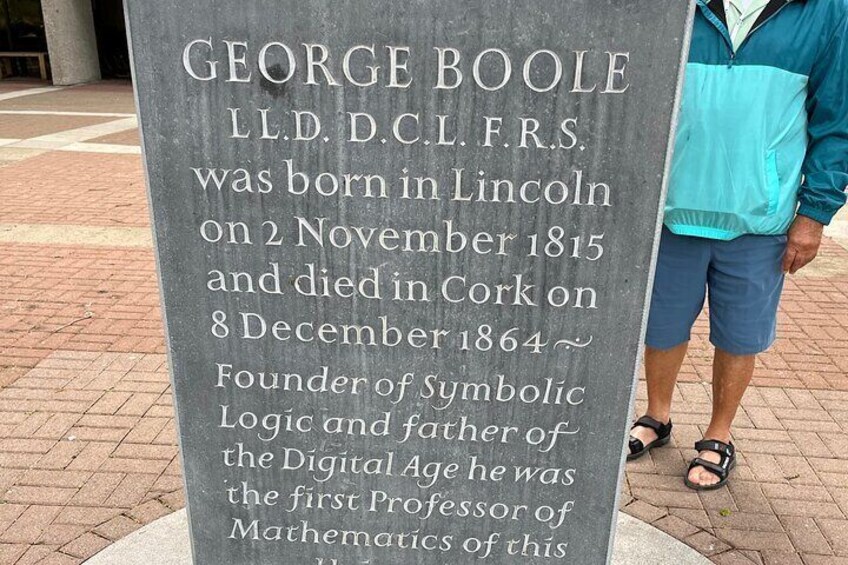 GEORGE BOOLE
LL.D. D.C.L. F.R.S.
was born in Lincoln
on 2 November 1815
and died in Cork on
8 December 1864 ~
Founder of Symbolic
Logic and father of
the Digital Age he was
the first Professor of
Mathematics of this